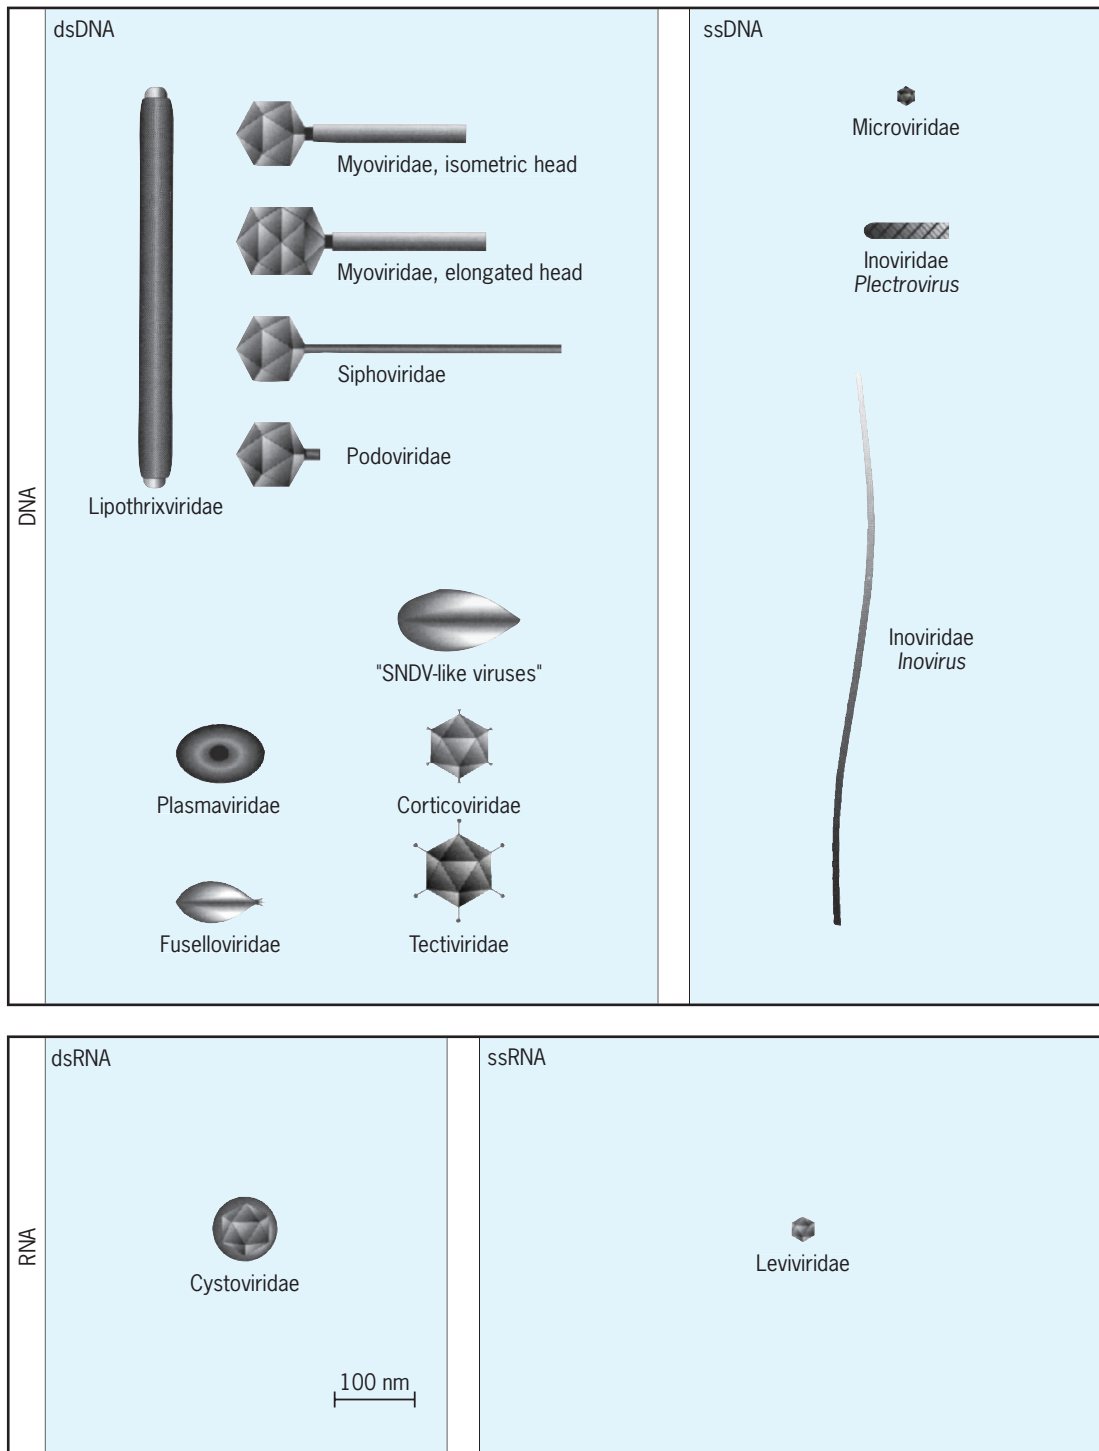 dsDNA
ssDNA
Microviridae
Myoviridae, isometric head
Inoviridae
Plectrovirus
Myoviridae, elongated head
Siphoviridae
Podoviridae
Lipothrixviridae
DNA
"SNDV-like viruses"
Inoviridae
Inovirus
Plasmaviridae
Corticoviridae
Fuselloviridae
Tectiviridae
dsRNA
ssRNA
RNA
Cystoviridae
Leviviridae
100 nm